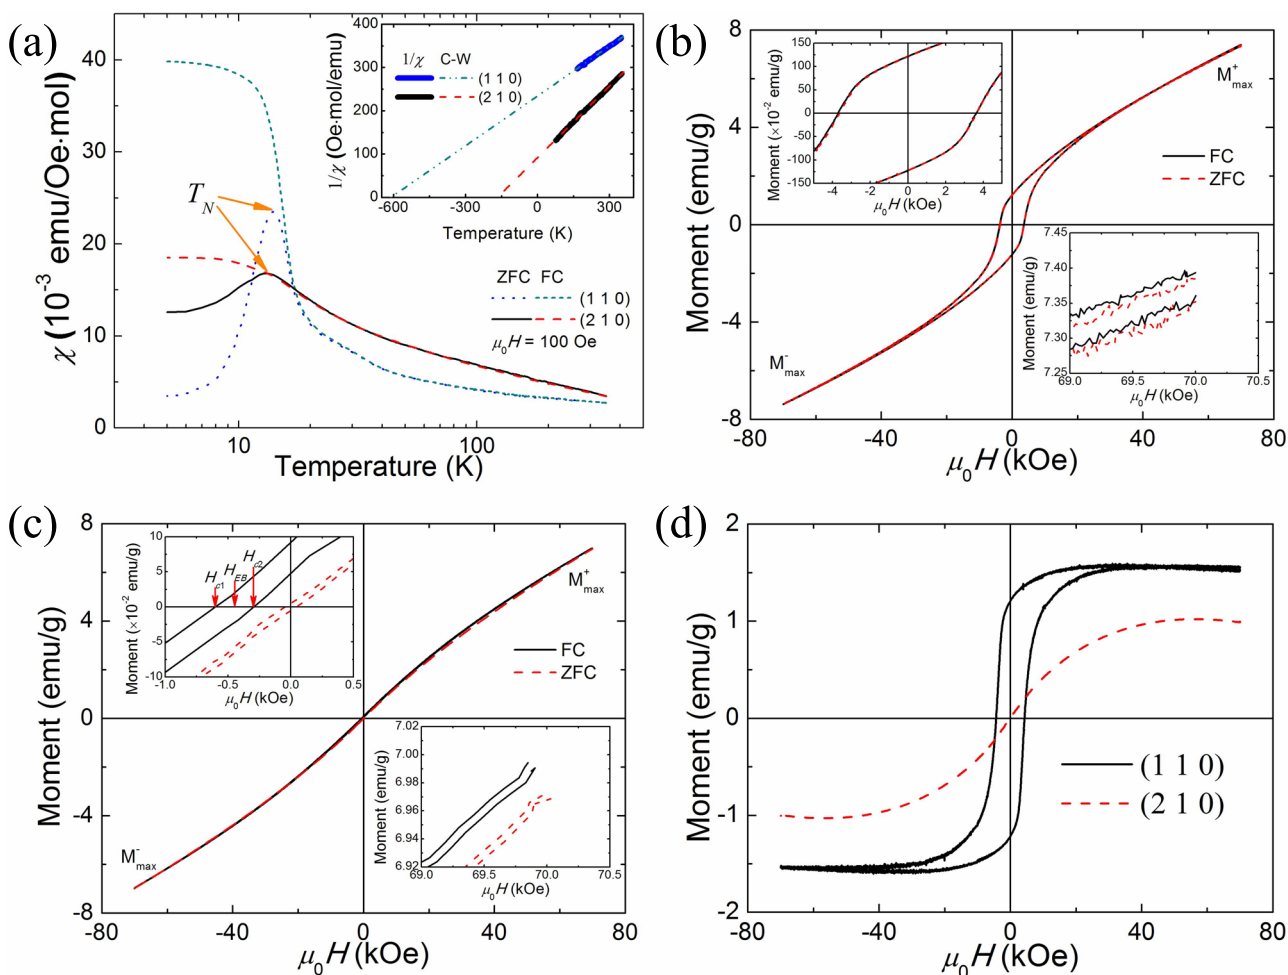 (a)
χ (10⁻³ emu/Oe·mol)
40
30
20
10
0
10
100
Temperature (K)
T_N
ZFC FC
(1 1 0)
(2 1 0)
μ₀H = 100 Oe
1/χ (Oe·mol/emu)
400
300
200
100
0
-600
-300
0
300
Temperature (K)
1/χ C-W
(1 1 0)
(2 1 0)
(b)
Moment (emu/g)
8
4
0
-4
-8
-80
-40
0
40
80
μ₀H (kOe)
M⁺max
M⁻max
FC
ZFC
Moment (×10⁻² emu/g)
150
100
50
0
-50
-100
-150
-4
-2
0
2
4
μ₀H (kOe)
Moment (emu/g)
7.45
7.40
7.35
7.30
7.25
69.0
69.5
70.0
70.5
μ₀H (kOe)
(c)
Moment (emu/g)
8
4
0
-4
-8
-80
-40
0
40
80
μ₀H (kOe)
M⁺max
M⁻max
FC
ZFC
Moment (×10⁻² emu/g)
10
5
0
-5
-10
-1.0
-0.5
0.0
0.5
μ₀H (kOe)
H_c1
H_EB
H_c2
Moment (emu/g)
7.02
7.00
6.98
6.96
6.94
6.92
69.0
69.5
70.0
70.5
μ₀H (kOe)
(d)
Moment (emu/g)
2
1
0
-1
-2
-80
-40
0
40
80
μ₀H (kOe)
(1 1 0)
(2 1 0)